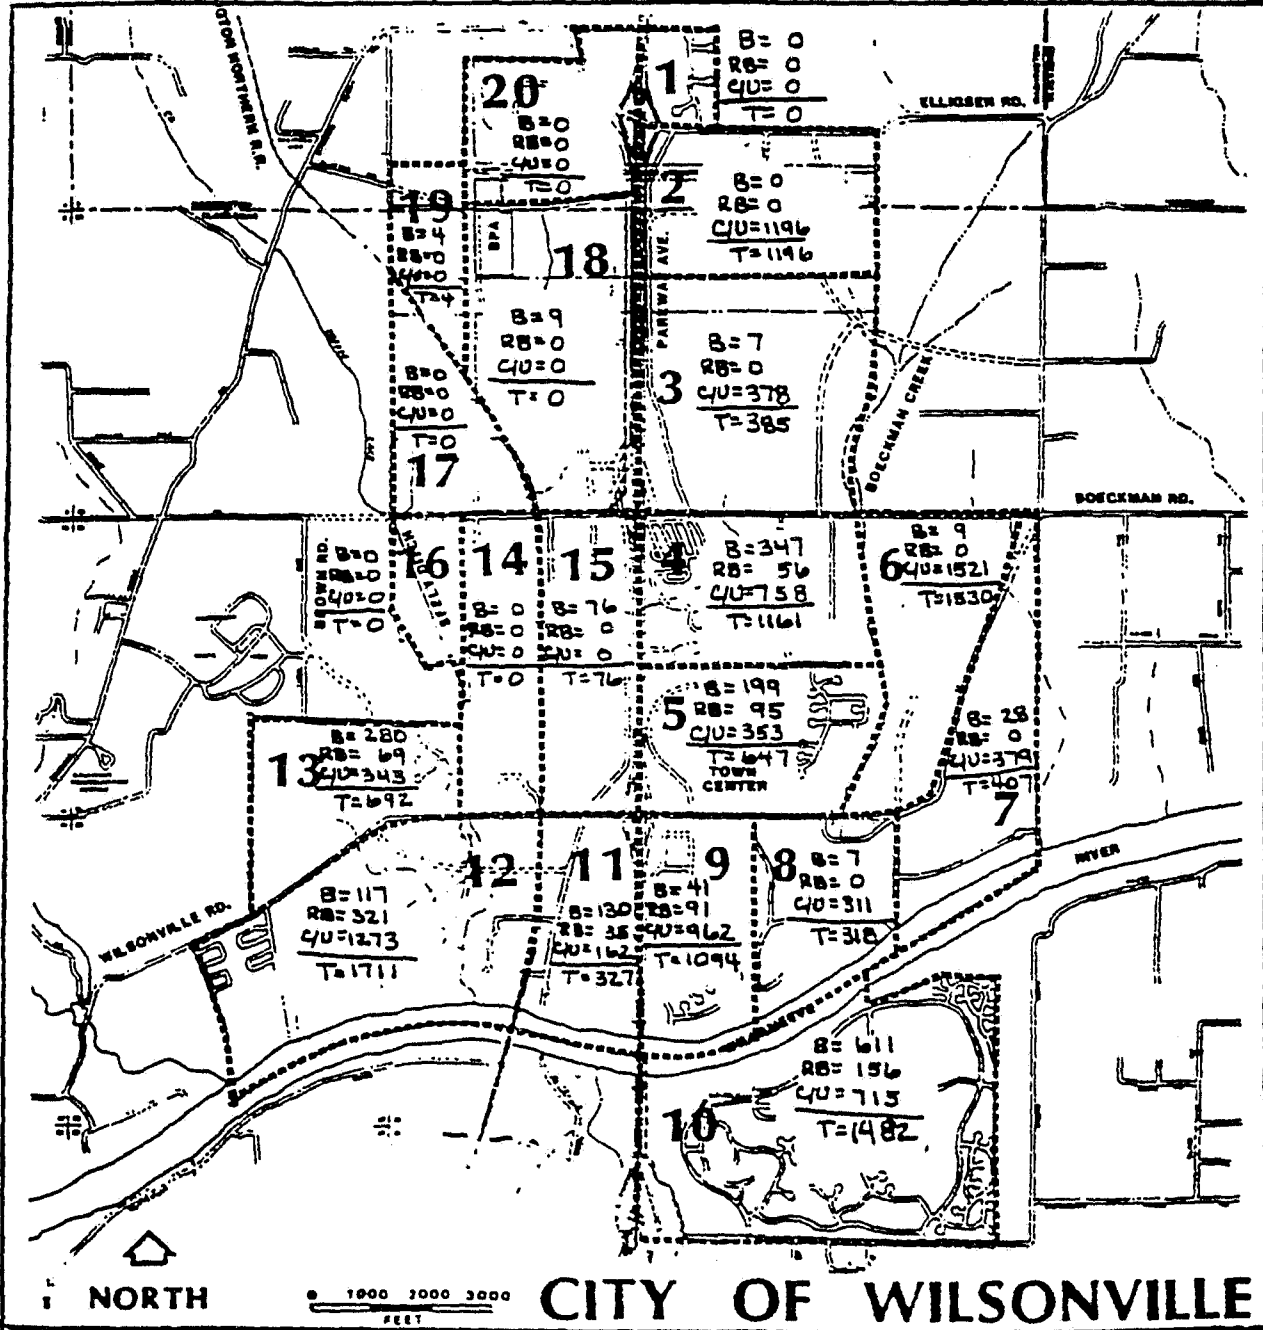 1
B= 0
RB= 0
C/U= 0
T= 0
20
B=0
RB=0
C/U=0
T=0
ELLIGSEN RD.
2
B= 0
RB= 0
C/U=1196
T=1196
19
B=4
RB=0
C/U=0
T=4
BPA
18
B= 9
RB= 0
C/U= 0
T= 0
PARKWAY AVE.
3
B= 7
RB= 0
C/U=378
T=385
B=0
RB=0
C/U=0
T=0
17
BOECKMAN CREEK
BOECKMAN RD.
BROWN RD.
B=0
RB=0
C/U=0
T=0
16
14
B= 0
RB= 0
C/U= 0
T=0
15
B= 76
RB= 0
C/U= 0
T=76
4
B=347
RB= 56
C/U=758
T=1161
6
B= 9
RB= 0
C/U=1521
T=1530
5
B= 199
RB= 95
C/U=353
T=647
TOWN
CENTER
B= 28
RB= 0
C/U=379
T=407
7
13
B=280
RB= 69
C/U=343
T=692
12
B=117
RB=321
C/U=1273
T=1711
11
B=130
RB= 35
C/U=162
T=327
9
B=41
RB=91
C/U=962
T=1094
8
B= 7
RB= 0
C/U=311
T=318
WILSONVILLE RD.
RIVER
WILLAMETTE
10
B= 611
RB= 156
C/U=715
T=1482
NORTH
0 1000 2000 3000
FEET
CITY OF WILSONVILLE